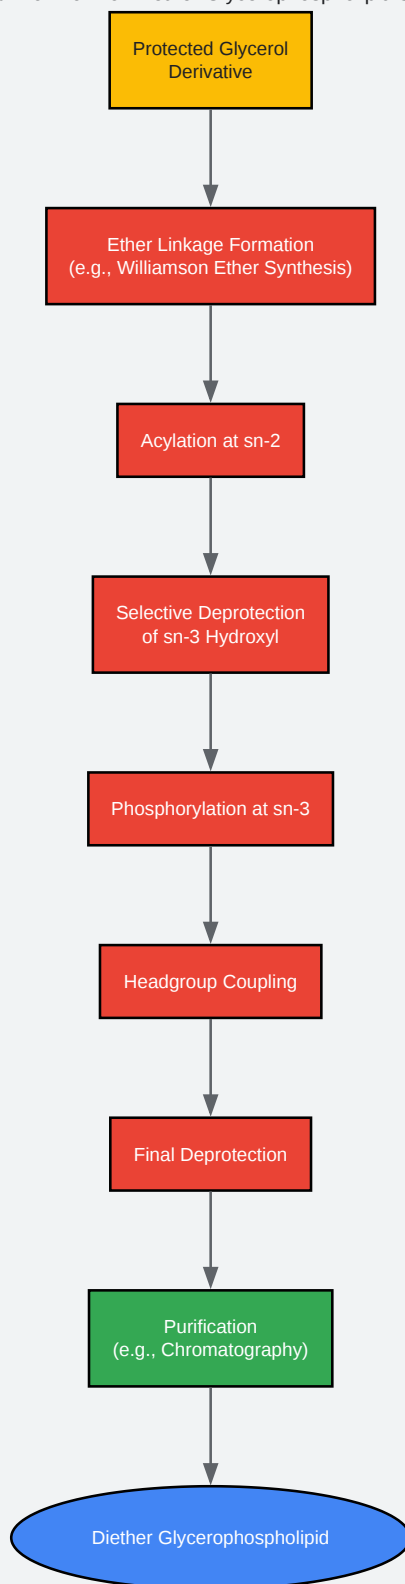 Protected Glycerol
Derivative
Ether Linkage Formation
(e.g., Williamson Ether Synthesis)
Acylation at sn-2
Selective Deprotection
of sn-3 Hydroxyl
Phosphorylation at sn-3
Headgroup Coupling
Final Deprotection
Purification
(e.g., Chromatography)
Diether Glycerophospholipid